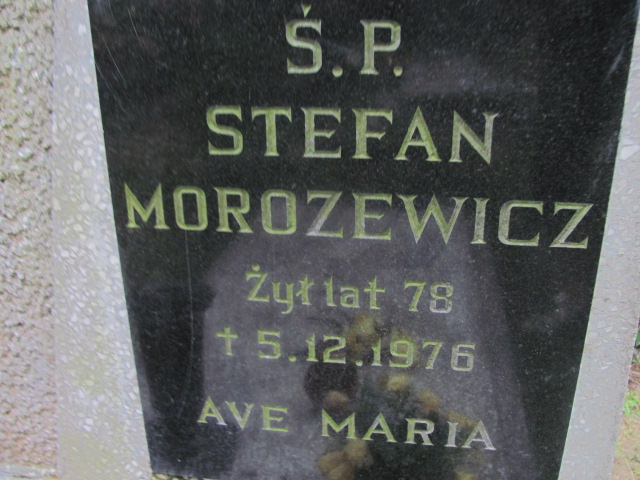 Ś.P.
STEFAN
MOROZEWICZ
Żył lat 78
† 5.12.1976
AVE MARIA